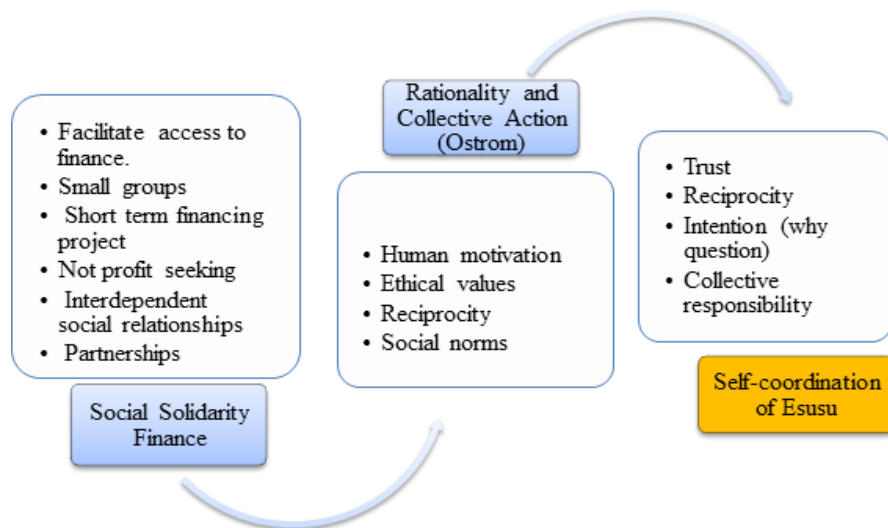 • Facilitate access to
finance.
• Small groups
• Short term financing
project
• Not profit seeking
• Interdependent
social relationships
• Partnerships
Social Solidarity
Finance
Rationality and
Collective Action
(Ostrom)
• Human motivation
• Ethical values
• Reciprocity
• Social norms
• Trust
• Reciprocity
• Intention (why
question)
• Collective
responsibility
Self-coordination
of Esusu